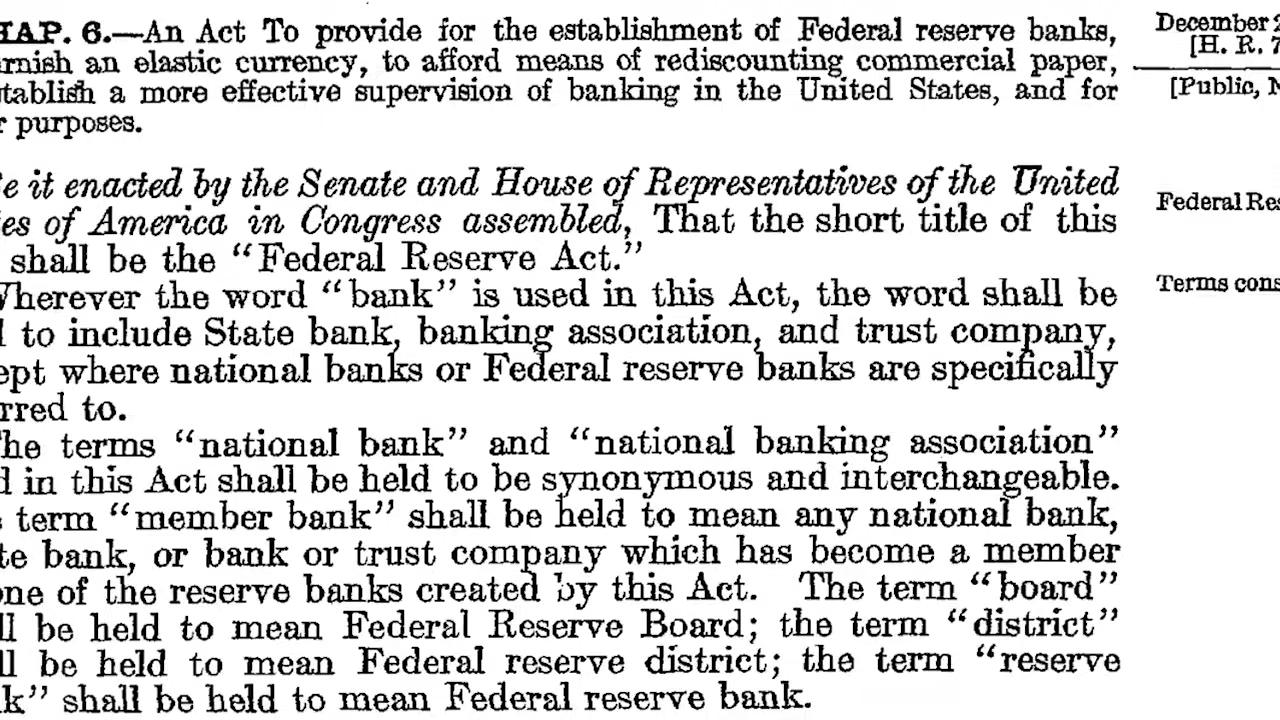 HAP. 6.—An Act To provide for the establishment of Federal reserve banks,
rnish an elastic currency, to afford means of rediscounting commercial paper,
tablish a more effective supervision of banking in the United States, and for
r purposes.
e it enacted by the Senate and House of Representatives of the United
es of America in Congress assembled, That the short title of this
shall be the “Federal Reserve Act.”
Wherever the word “bank” is used in this Act, the word shall be
d to include State bank, banking association, and trust company,
ept where national banks or Federal reserve banks are specifically
rred to.
The terms “national bank” and “national banking association”
d in this Act shall be held to be synonymous and interchangeable.
term “member bank” shall be held to mean any national bank,
te bank, or bank or trust company which has become a member
one of the reserve banks created by this Act. The term “board”
ll be held to mean Federal Reserve Board; the term “district”
ll be held to mean Federal reserve district; the term “reserve
k” shall be held to mean Federal reserve bank.
December 2
[H. R. 7
[Public, N
Federal Res
Terms cons